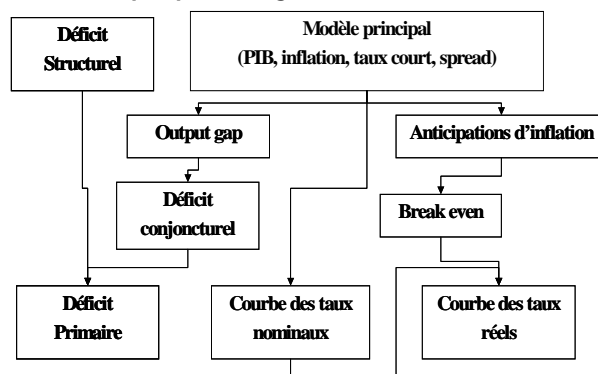 Déficit
Structurel
Modèle principal
(PIB, inflation, taux court, spread)
Output gap
Anticipations d'inflation
Déficit
conjoncturel
Break even
Déficit
Primaire
Courbe des taux
nominaux
Courbe des taux
réels